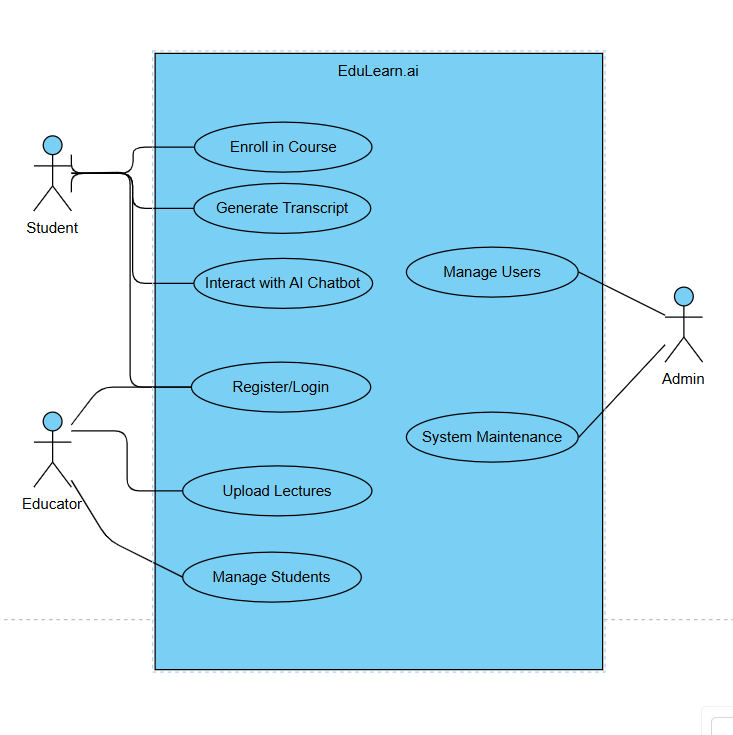 EduLearn.ai
Enroll in Course
Generate Transcript
Student
Manage Users
Interact with AI Chatbot
Admin
Register/Login
System Maintenance
Upload Lectures
Educator
Manage Students